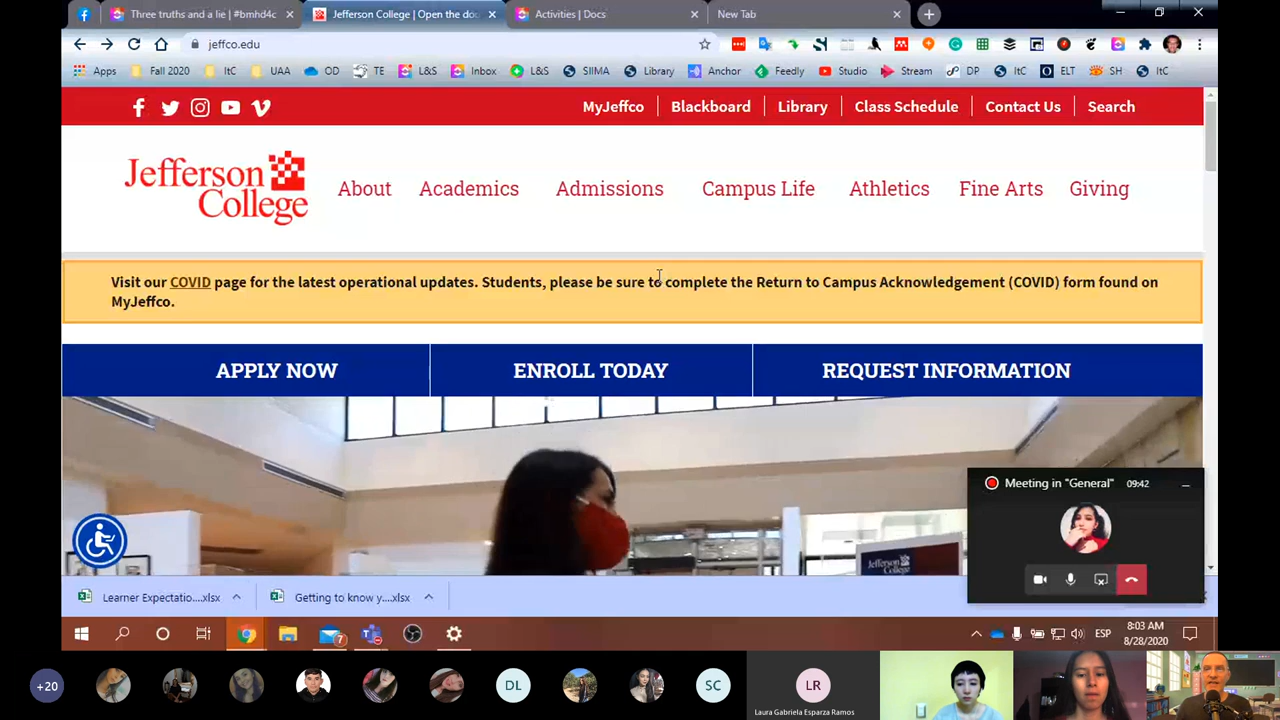 Three truths and a lie | #bmhd4c
Jefferson College | Open the dou
Activities | Docs
New Tab
jeffco.edu
Apps
Fall 2020
ItC
UAA
OD
TE
L&S
Inbox
L&S
SIIMA
Library
Anchor
Feedly
Studio
Stream
DP
ItC
ELT
SH
ItC
MyJeffco
Blackboard
Library
Class Schedule
Contact Us
Search
Jefferson
College
About
Academics
Admissions
Campus Life
Athletics
Fine Arts
Giving
Visit our COVID page for the latest operational updates. Students, please be sure to complete the Return to Campus Acknowledgement (COVID) form found on
MyJeffco.
APPLY NOW
ENROLL TODAY
REQUEST INFORMATION
Meeting in "General"
09:42
Jefferson
Learner Expectatio....xlsx
Getting to know y....xlsx
7
ESP
8:03 AM
8/28/2020
+20
DL
SC
LR
Laura Gabriela Esparza Ramos